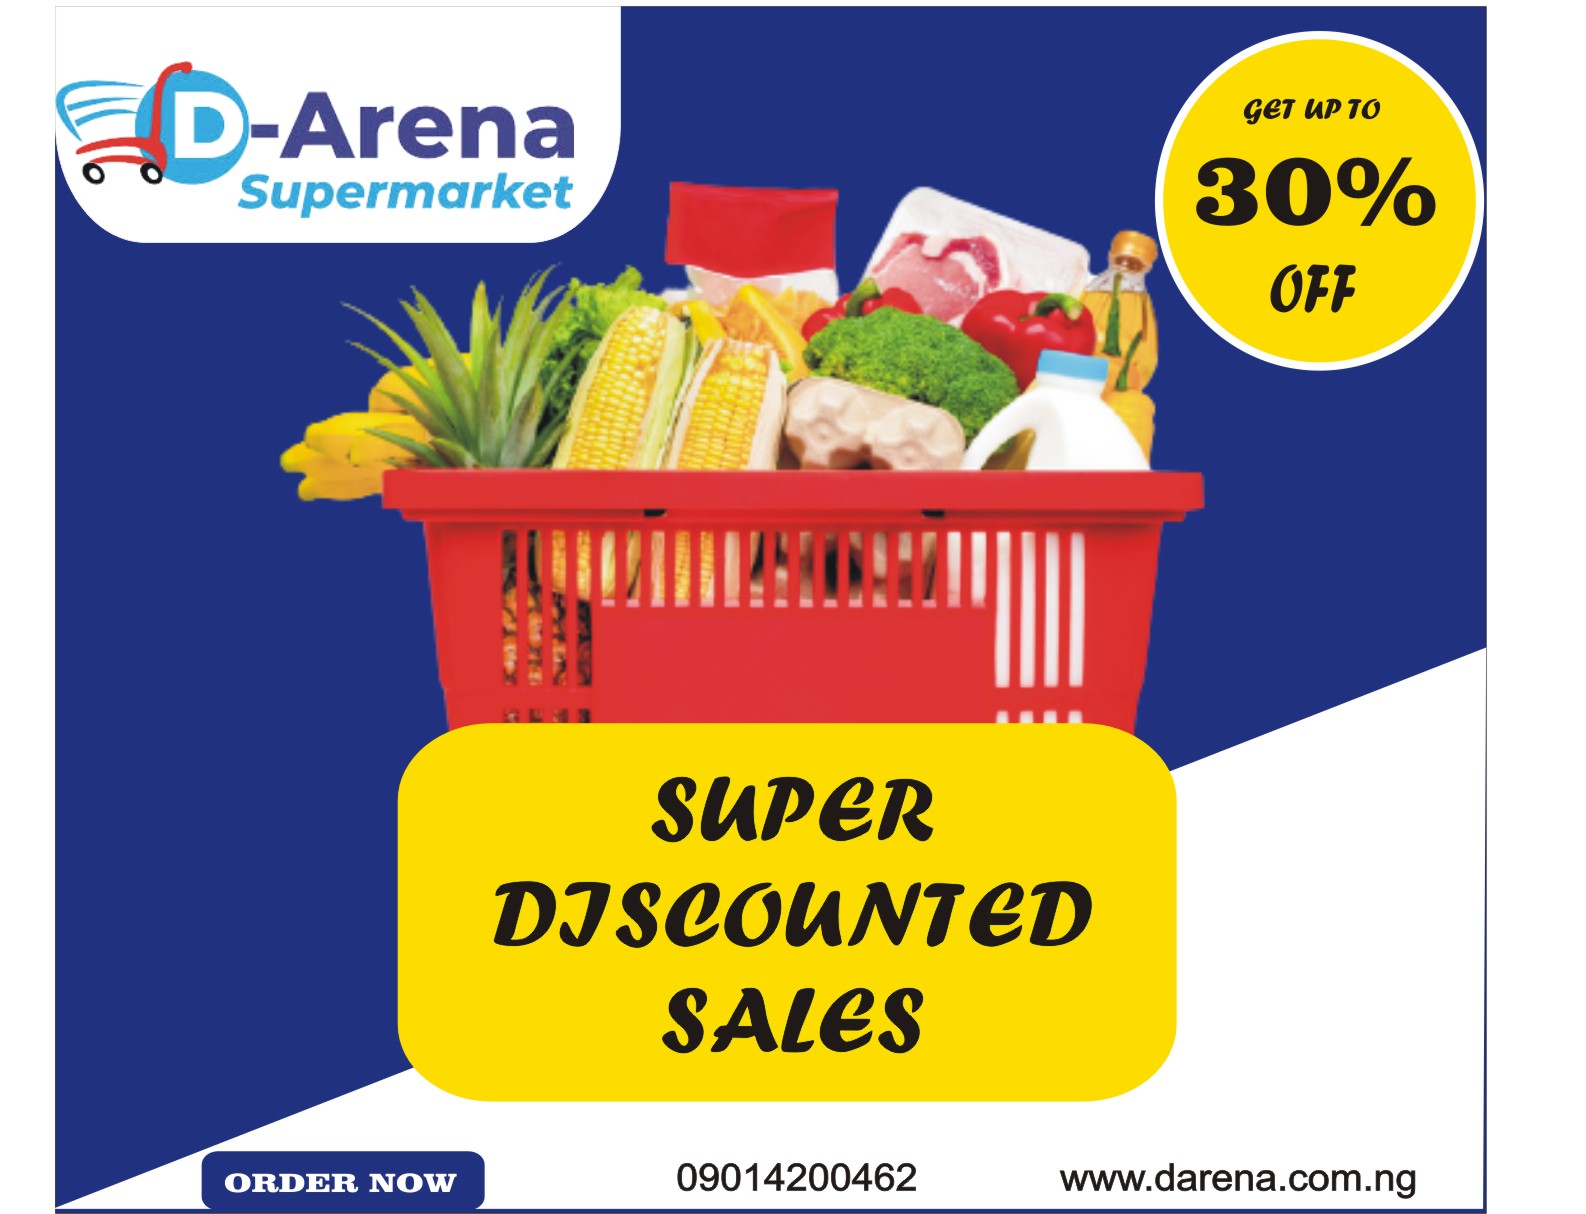 D-Arena
Supermarket
GET UP TO
30%
OFF
SUPER
DISCOUNTED
SALES
ORDER NOW
09014200462
www.darena.com.ng